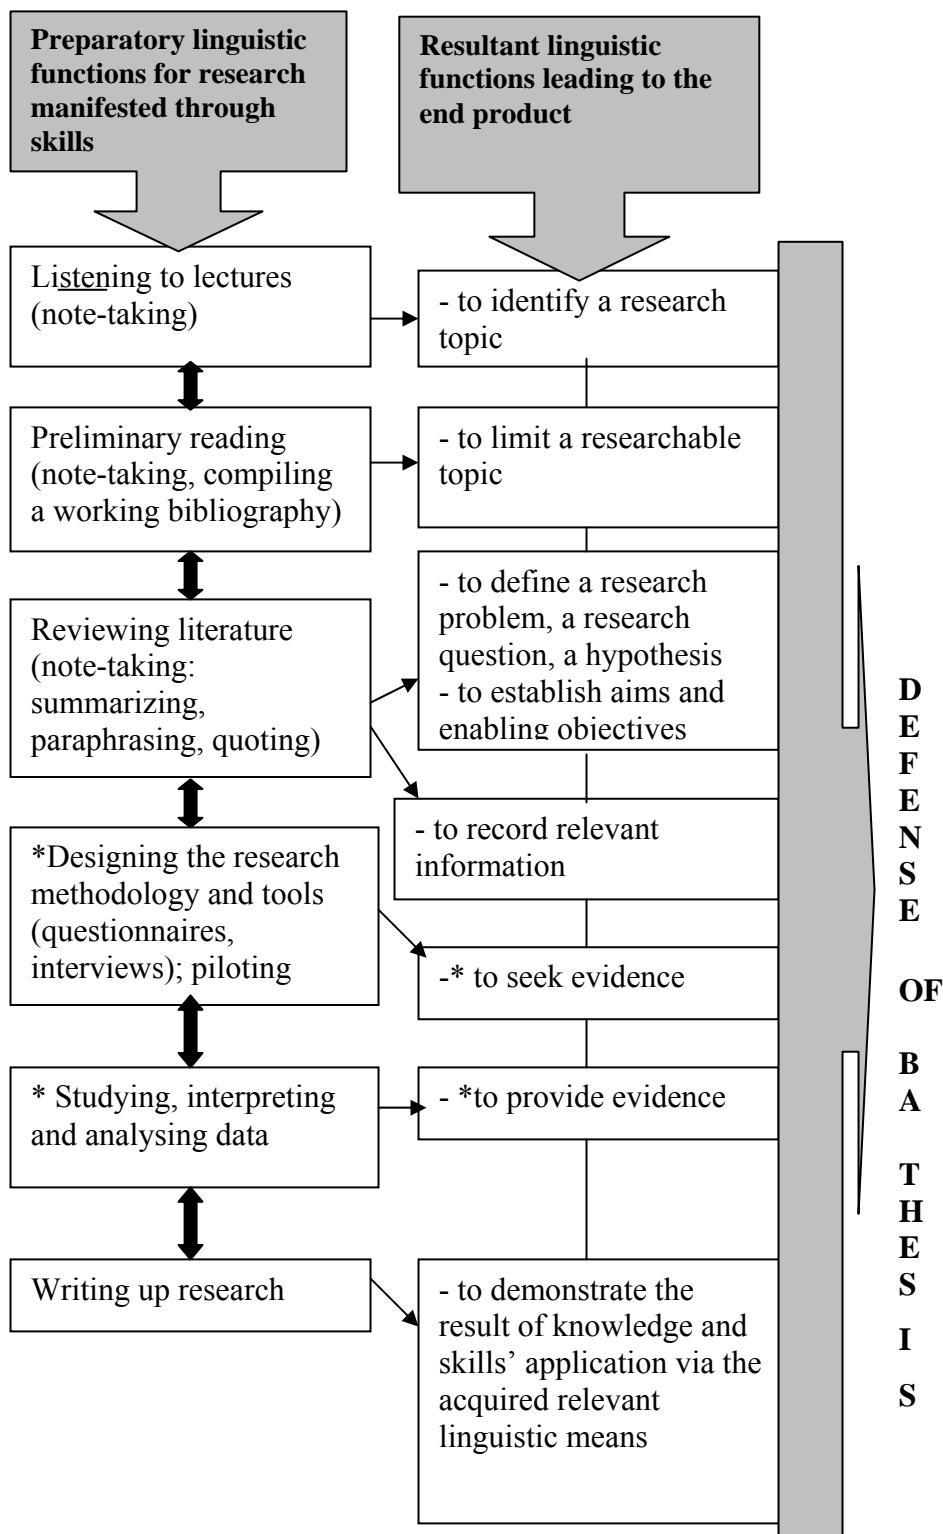 Preparatory linguistic
functions for research
manifested through
skills
Resultant linguistic
functions leading to the
end product
Listening to lectures
(note-taking)
- to identify a research
topic
Preliminary reading
(note-taking, compiling
a working bibliography)
- to limit a researchable
topic
Reviewing literature
(note-taking:
summarizing,
paraphrasing, quoting)
- to define a research
problem, a research
question, a hypothesis
- to establish aims and
enabling objectives
- to record relevant
information
*Designing the research
methodology and tools
(questionnaires,
interviews); piloting
-* to seek evidence
* Studying, interpreting
and analysing data
- *to provide evidence
Writing up research
- to demonstrate the
result of knowledge and
skills’ application via the
acquired relevant
linguistic means
D
E
F
E
N
S
E
OF
B
A
T
H
E
S
I
S